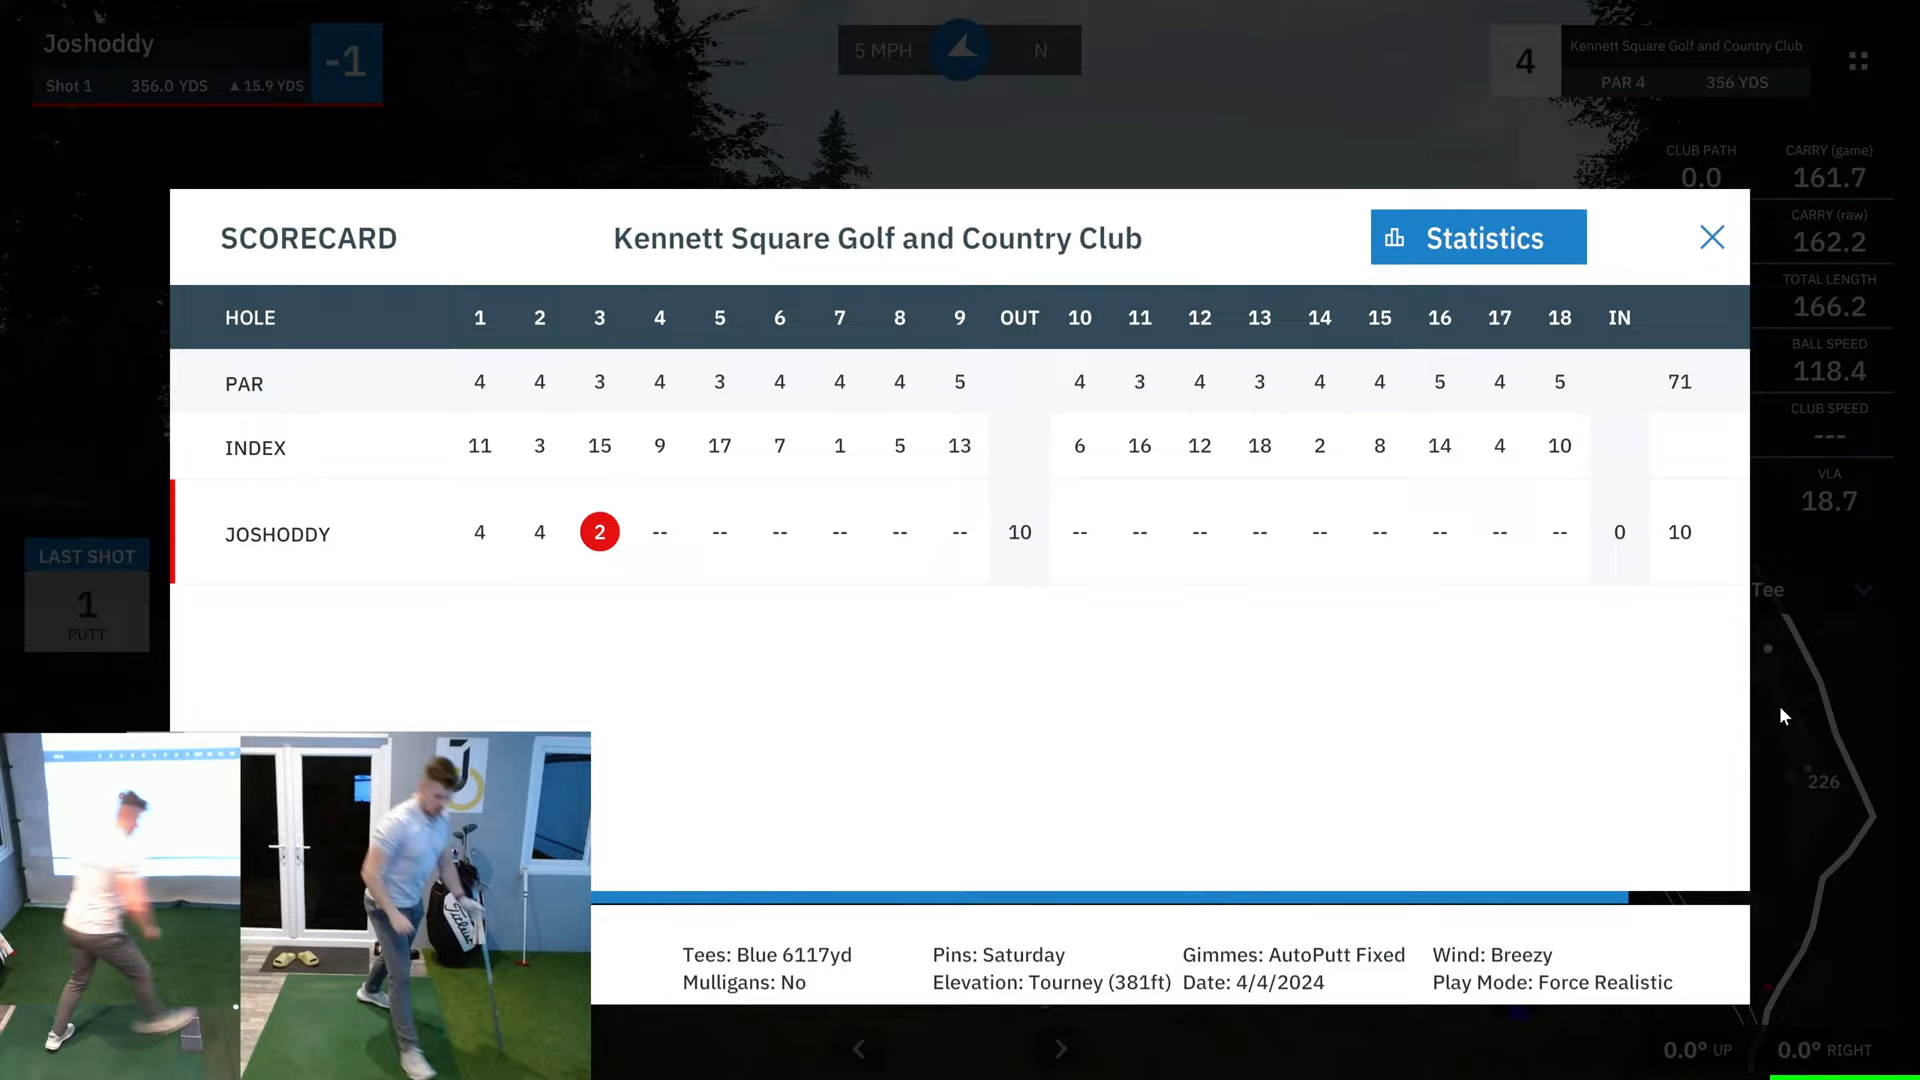 Joshoddy
-1
Shot 1 356.0 YDS ▲ 15.9 YDS
5 MPH N
4
Kennett Square Golf and Country Club
PAR 4 356 YDS
CLUB PATH
0.0
CARRY (game)
161.7
CARRY (raw)
162.2
TOTAL LENGTH
166.2
BALL SPEED
118.4
CLUB SPEED
---
VLA
18.7
SCORECARD
Kennett Square Golf and Country Club
Statistics
HOLE 1 2 3 4 5 6 7 8 9 OUT 10 11 12 13 14 15 16 17 18 IN
PAR 4 4 3 4 3 4 4 4 5 4 3 4 3 4 4 5 4 5 71
INDEX 11 3 15 9 17 7 1 5 13 6 16 12 18 2 8 14 4 10
JOSHODDY 4 4 2 -- -- -- -- -- -- 10 -- -- -- -- -- -- -- -- -- 0 10
LAST SHOT
1
PUTT
Tee
226
Titleist
Tees: Blue 6117yd Pins: Saturday Gimmes: AutoPutt Fixed Wind: Breezy
Mulligans: No Elevation: Tourney (381ft) Date: 4/4/2024 Play Mode: Force Realistic
0.0° UP 0.0° RIGHT